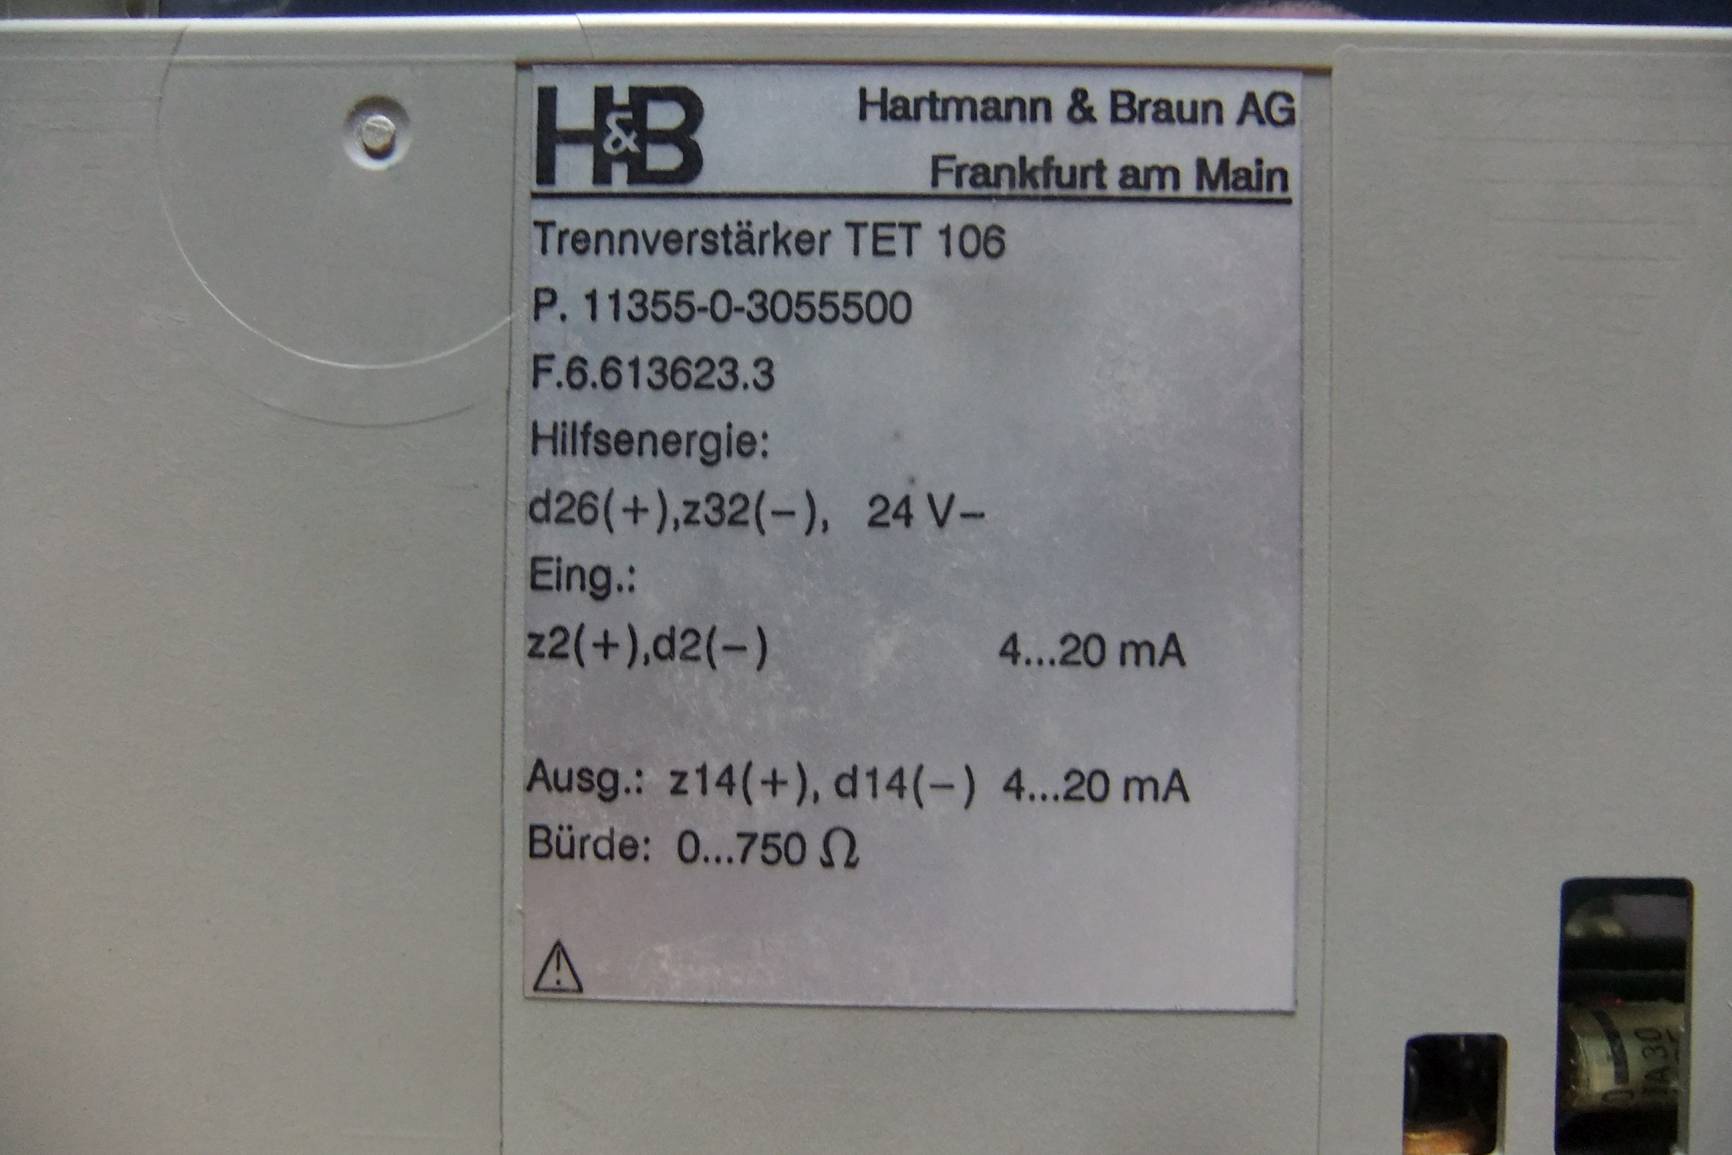 H&B
Hartmann & Braun AG
Frankfurt am Main
Trennverstärker TET 106
P. 11355-0-3055500
F.6.613623.3
Hilfsenergie:
d26(+),z32(−), 24 V−
Eing.:
z2(+),d2(−) 4...20 mA
Ausg.: z14(+), d14(−) 4...20 mA
Bürde: 0...750 Ω